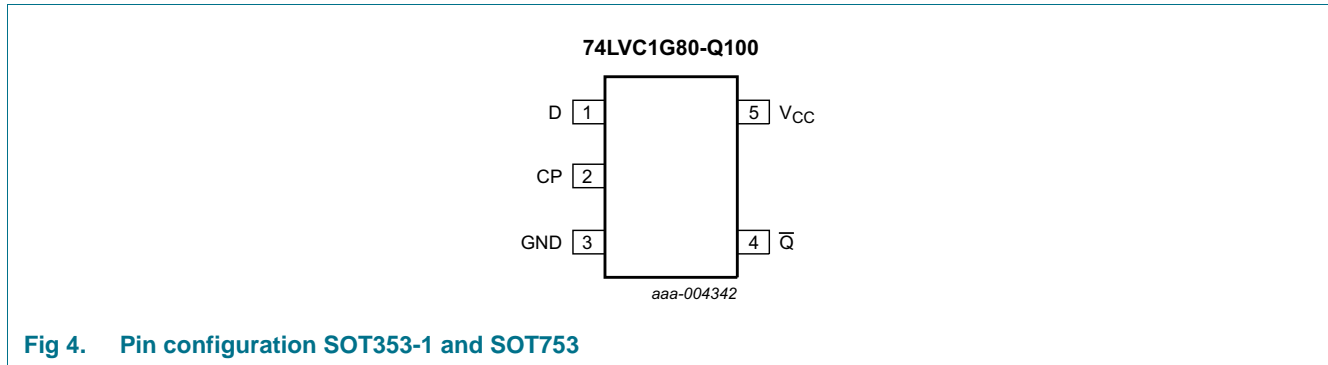 74LVC1G80-Q100
D 1
5 VCC
CP 2
GND 3
4 Q̅
aaa-004342
Fig 4. Pin configuration SOT353-1 and SOT753